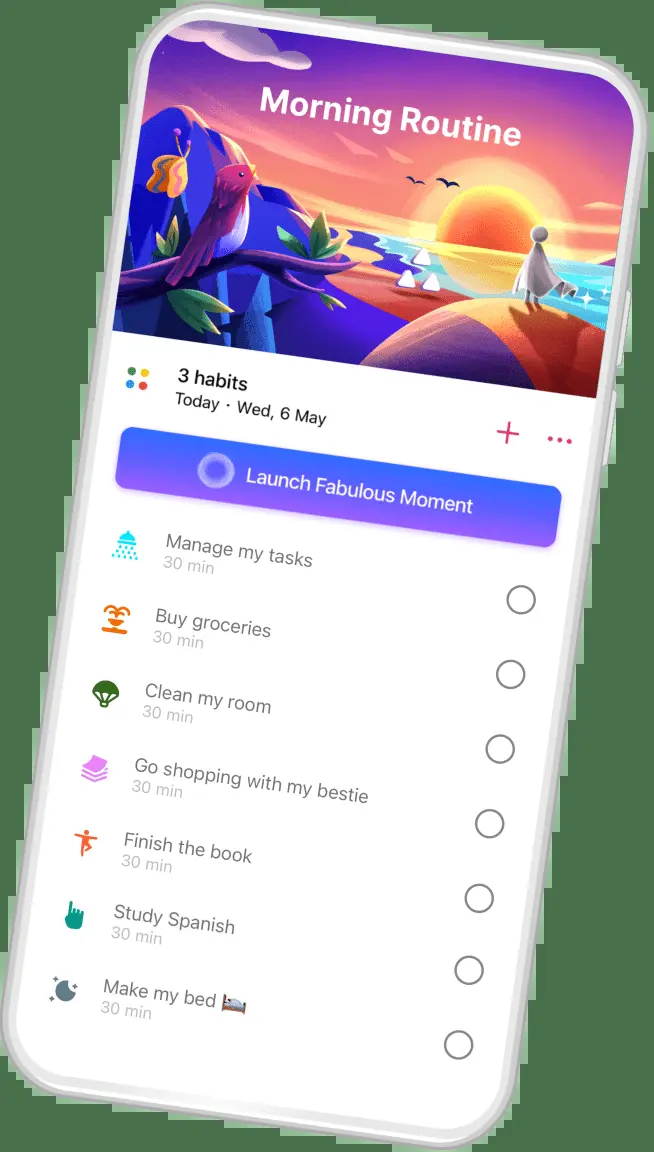 Morning Routine
3 habits
Today · Wed, 6 May
Launch Fabulous Moment
Manage my tasks
30 min
Buy groceries
30 min
Clean my room
30 min
Go shopping with my bestie
30 min
Finish the book
30 min
Study Spanish
30 min
Make my bed 🛌
30 min